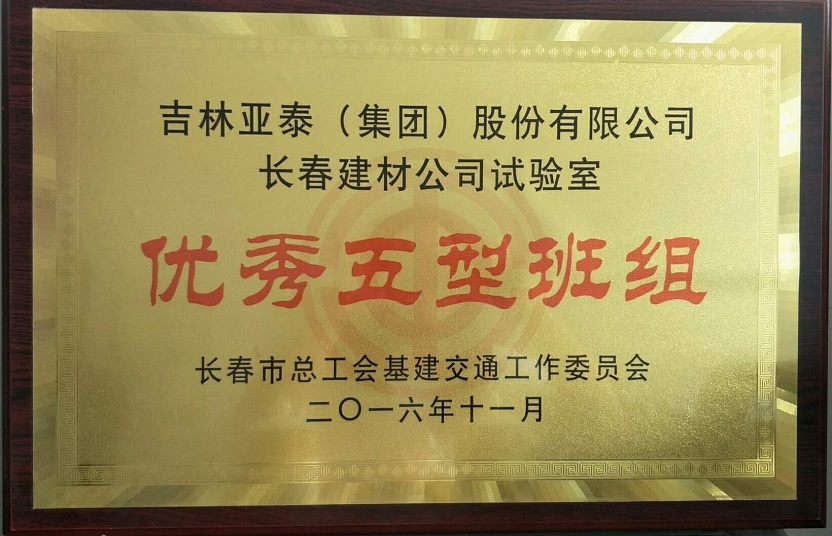 吉林亚泰（集团）股份有限公司
长春建材公司试验室
优秀五型班组
长春市总工会基建交通工作委员会
二〇一六年十一月